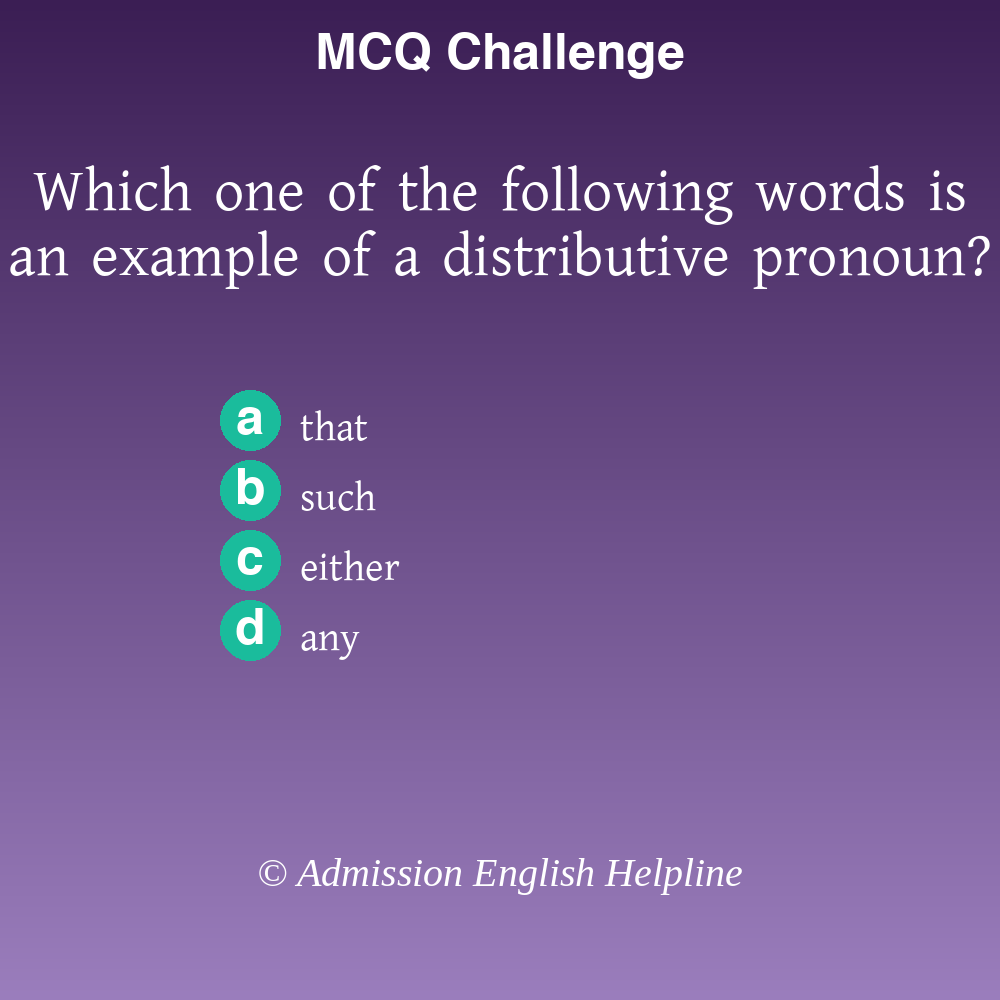 MCQ Challenge
Which one of the following words is
an example of a distributive pronoun?
a that
b such
c either
d any
© Admission English Helpline